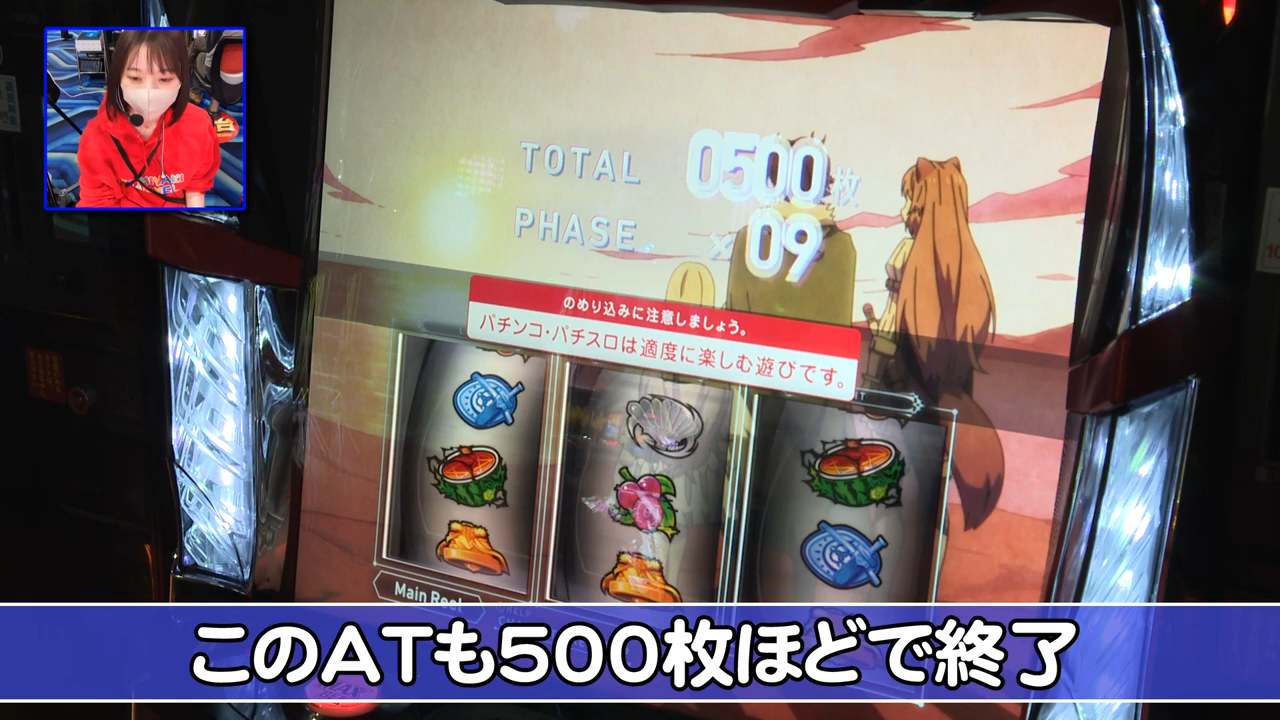 TOTAL 0500枚
PHASE ×09
のめり込みに注意しましょう。
パチンコ・パチスロは適度に楽しむ遊びです。
Main Reel
このATも500枚ほどで終了